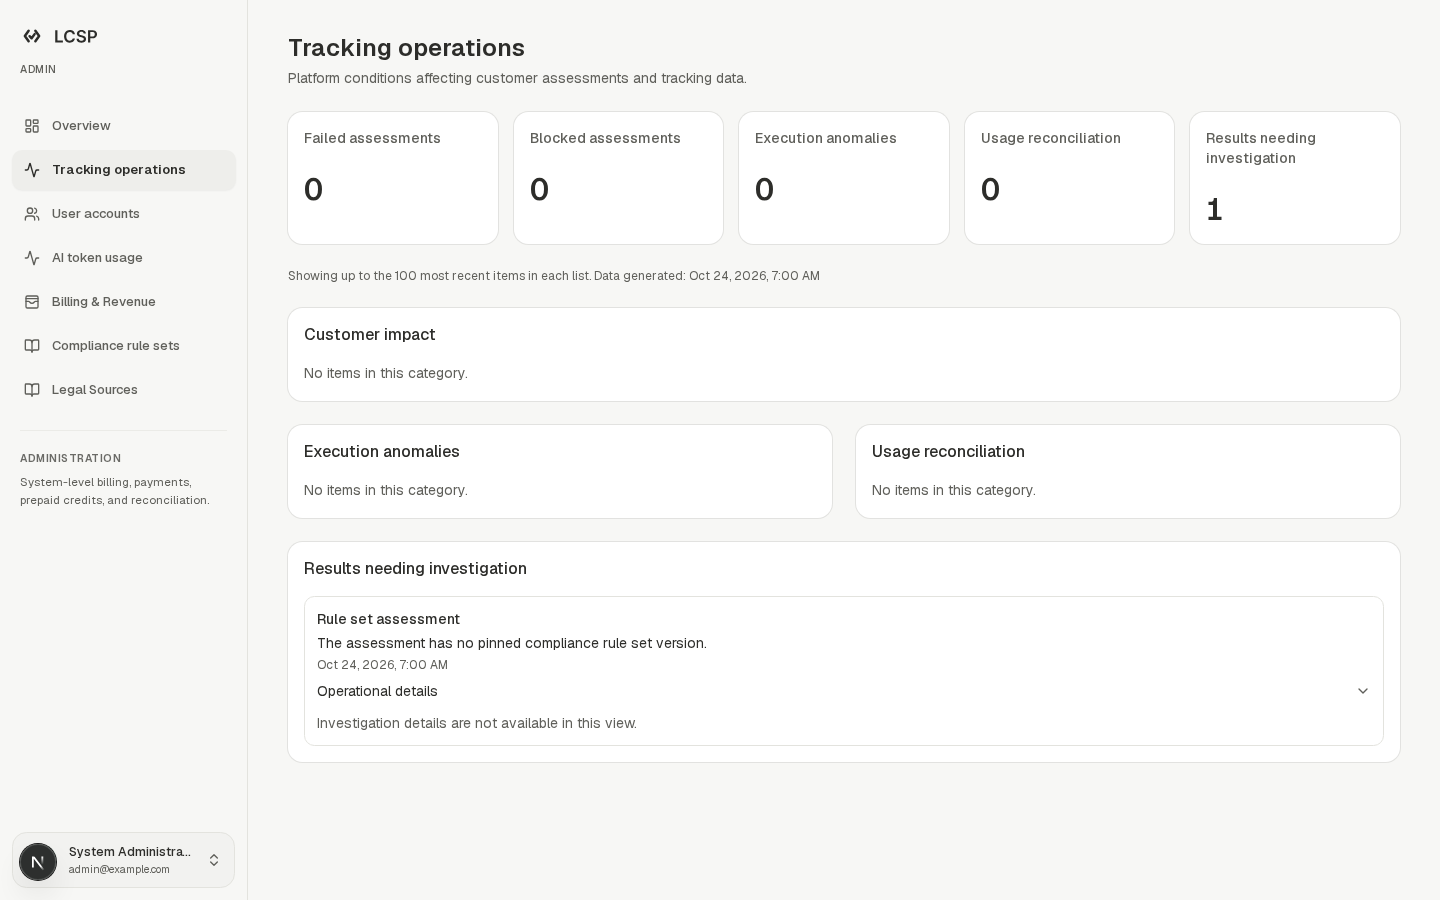 LCSP
ADMIN
Overview
Tracking operations
User accounts
AI token usage
Billing & Revenue
Compliance rule sets
Legal Sources
ADMINISTRATION
System-level billing, payments,
prepaid credits, and reconciliation.
System Administra...
admin@example.com
Tracking operations
Platform conditions affecting customer assessments and tracking data.
Failed assessments
0
Blocked assessments
0
Execution anomalies
0
Usage reconciliation
0
Results needing
investigation
1
Showing up to the 100 most recent items in each list. Data generated: Oct 24, 2026, 7:00 AM
Customer impact
No items in this category.
Execution anomalies
No items in this category.
Usage reconciliation
No items in this category.
Results needing investigation
Rule set assessment
The assessment has no pinned compliance rule set version.
Oct 24, 2026, 7:00 AM
Operational details
Investigation details are not available in this view.